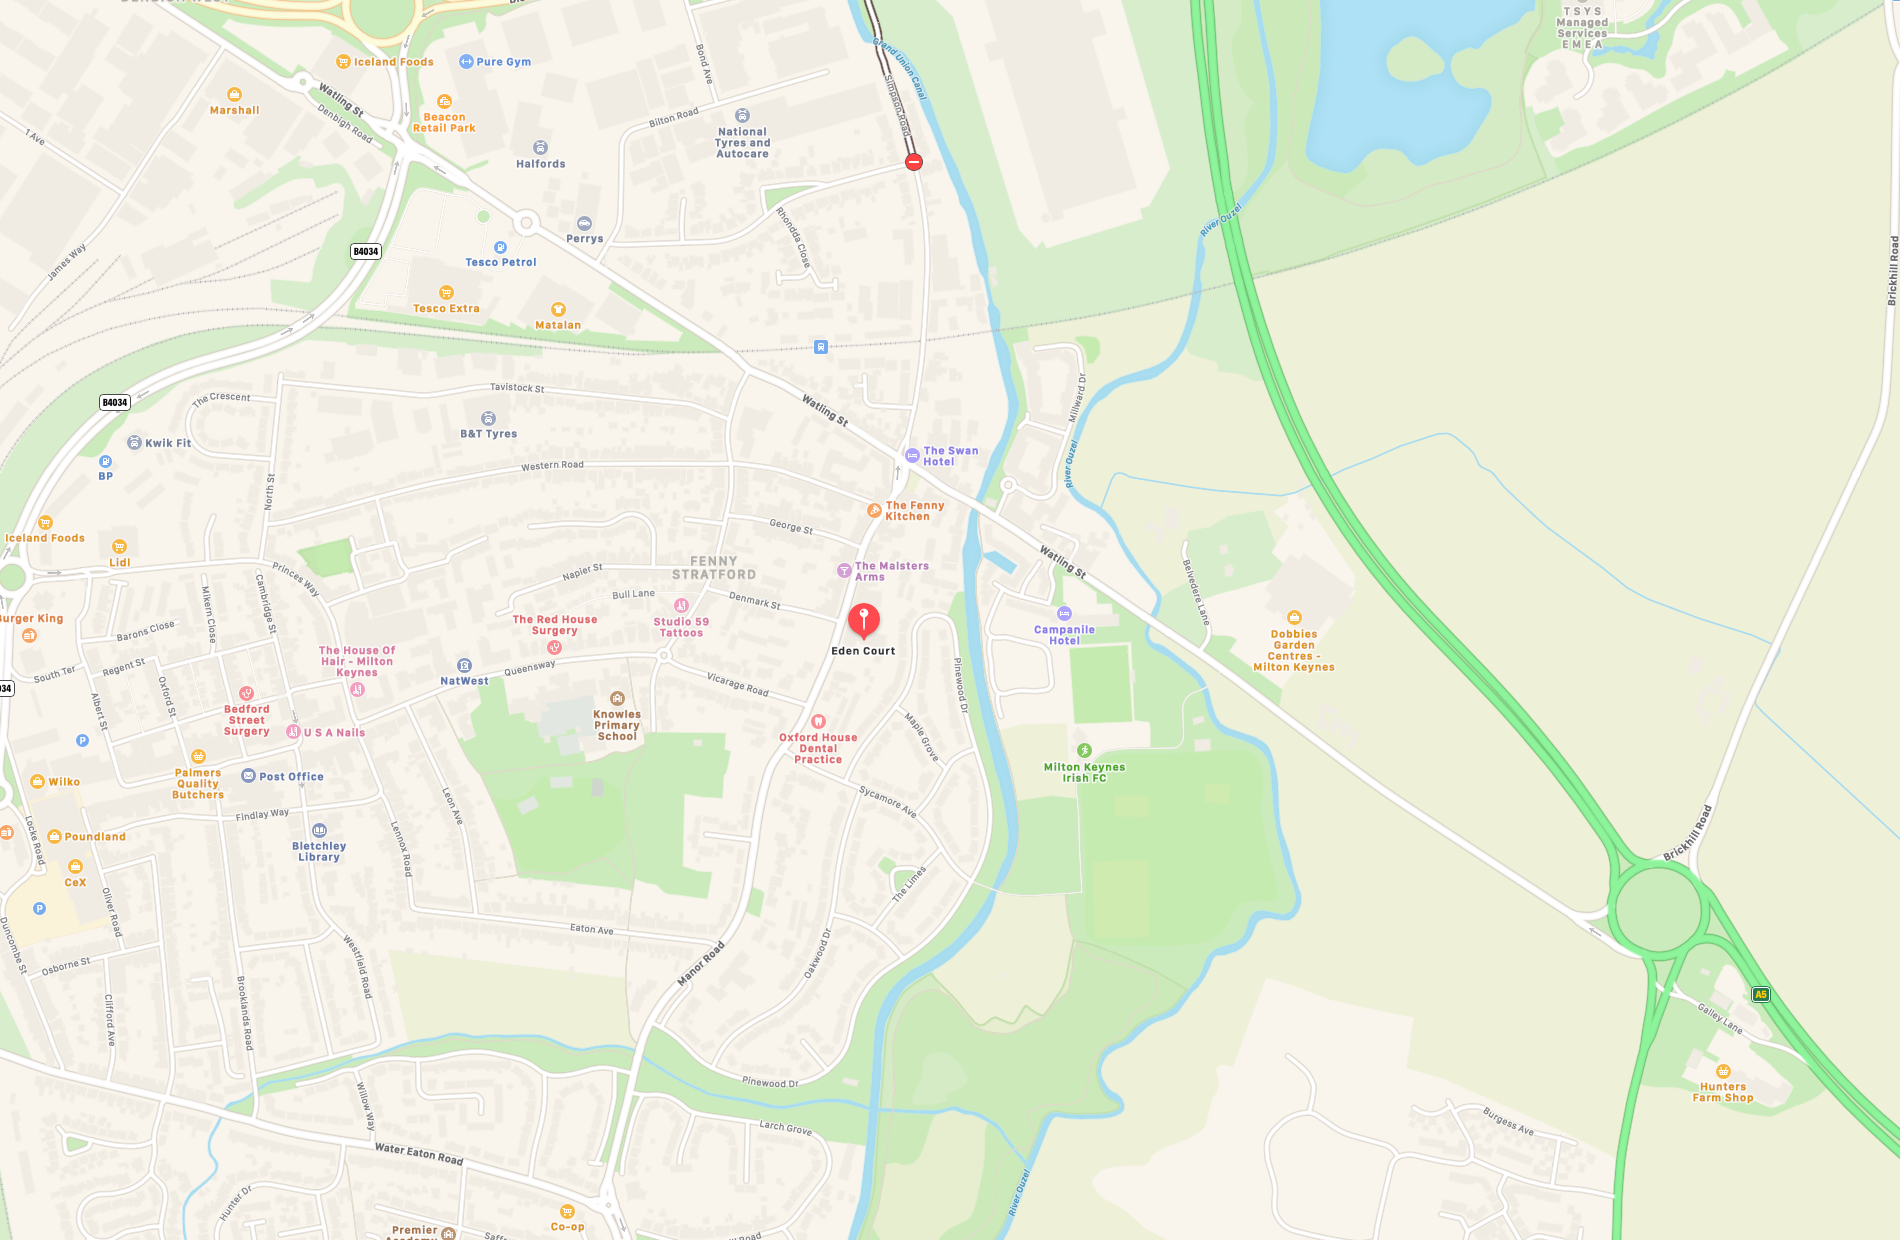 TSYS
Managed
Services
EMEA
Grand Union Canal
Iceland Foods
Pure Gym
Bond Ave
Marshall
Watling St
Denbigh Road
Beacon
Retail Park
Bilton Road
Simpson Road
National
Tyres and
Autocare
Halfords
1 Ave
James Way
B4034
Perrys
Tesco Petrol
Tesco Extra
Matalan
Rhondda Close
River Ouzel
Brickhill Road
B4034
The Crescent
Tavistock St
B&T Tyres
Kwik Fit
BP
Watling St
Millward Dr
The Swan
Hotel
River Ouzel
Western Road
North St
The Fenny
Kitchen
George St
Iceland Foods
Lidl
FENNY
STRATFORD
The Malsters
Arms
Watling St
Belvedere Lane
Princes Way
Napier St
Bull Lane
Denmark St
Mikern Close
Cambridge St
Burger King
Barons Close
The Red House
Surgery
Studio 59
Tattoos
Eden Court
Campanile
Hotel
Dobbies
Garden
Centres -
Milton Keynes
The House Of
Hair - Milton
Keynes
South Ter
Regent St
NatWest
Queensway
Vicarage Road
Pinewood Dr
034
Albert St
Oxford St
Bedford
Street
Surgery
U S A Nails
Knowles
Primary
School
Oxford House
Dental
Practice
Maple Grove
Milton Keynes
Irish FC
P
Wilko
Palmers
Quality
Butchers
Post Office
Sycamore Ave
Leon Ave
Findlay Way
Lennox Road
Locke Road
Poundland
Bletchley
Library
CeX
P
The Limes
Brickhill Road
Oliver Road
Duncombe St
Osborne St
Westfield Road
Eaton Ave
Manor Road
Oakwood Dr
Clifford Ave
Brooklands Road
A5
Galley Lane
Hunters
Farm Shop
Pinewood Dr
Willow Way
Larch Grove
Burgess Ave
Water Eaton Road
Hunter Dr
River Ouzel
Co-op
Premier